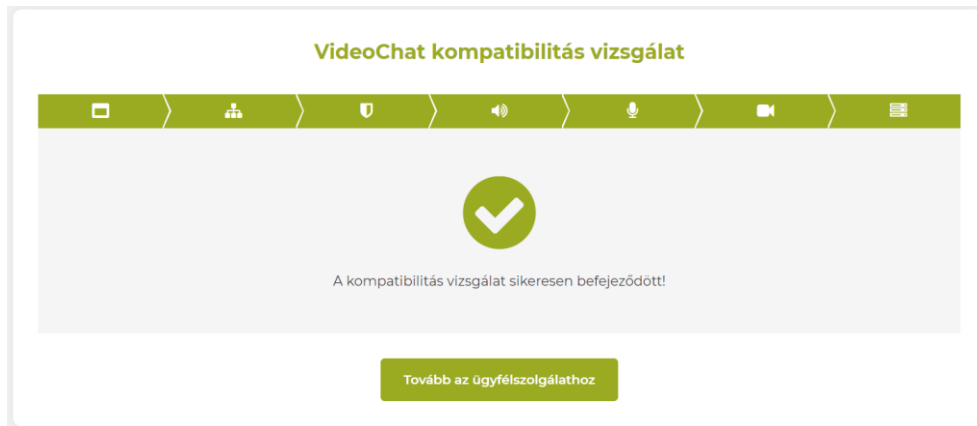 VideoChat kompatibilitás vizsgálat
A kompatibilitás vizsgálat sikeresen befejeződött!
Tovább az ügyfélszolgálathoz